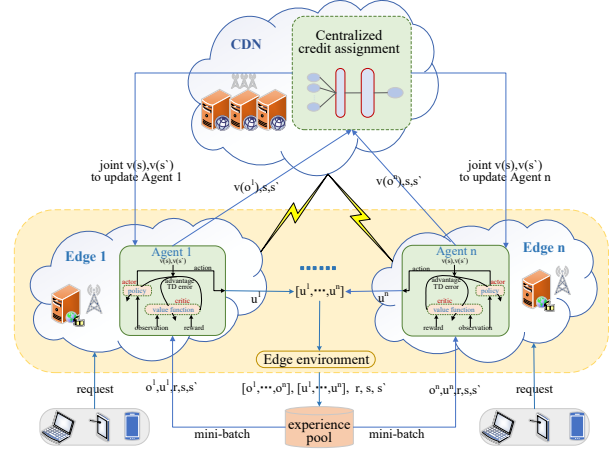 CDN
Centralized
credit assignment
joint v(s),v(s`)
to update Agent 1
v(o¹),s,s`
v(oⁿ),s,s`
joint v(s),v(s`)
to update Agent n
Edge 1
Agent 1
v(s),v(s`)
action
actor
policy
advantage
TD error
critic
value function
observation
reward
u¹
......
[u¹,···,uⁿ]
uⁿ
Agent n
v(s),v(s`)
action
actor
policy
advantage
TD error
critic
value function
reward
observation
Edge n
Edge environment
request
o¹,u¹,r,s,s`
[o¹,···,oⁿ], [u¹,···,uⁿ], r, s, s`
oⁿ,uⁿ,r,s,s`
request
mini-batch
experience
pool
mini-batch